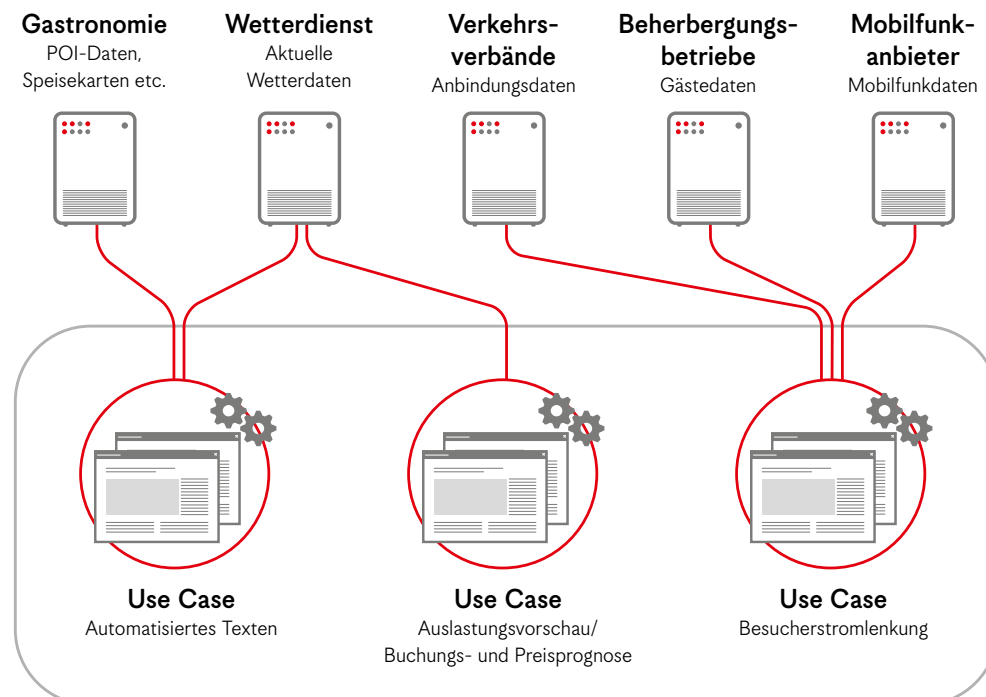 Gastronomie
POI-Daten,
Speisekarten etc.
Wetterdienst
Aktuelle
Wetterdaten
Verkehrs-
verbände
Anbindungsdaten
Beherbergungs-
betriebe
Gästedaten
Mobilfunk-
anbieter
Mobilfunkdaten
Use Case
Automatisiertes Texten
Use Case
Auslastungsvorschau/
Buchungs- und Preisprognose
Use Case
Besucherstromlenkung